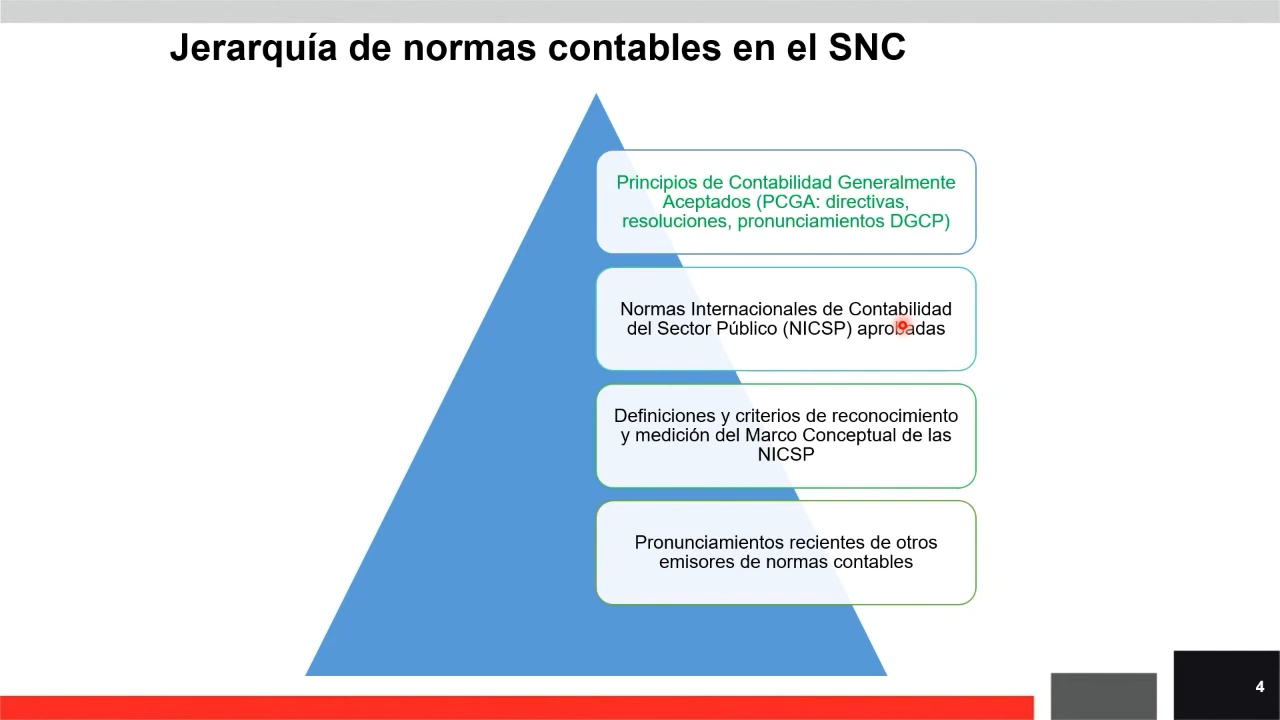 Jerarquía de normas contables en el SNC
Principios de Contabilidad Generalmente
Aceptados (PCGA: directivas,
resoluciones, pronunciamientos DGCP)
Normas Internacionales de Contabilidad
del Sector Público (NICSP) aprobadas
Definiciones y criterios de reconocimiento
y medición del Marco Conceptual de las
NICSP
Pronunciamientos recientes de otros
emisores de normas contables
4